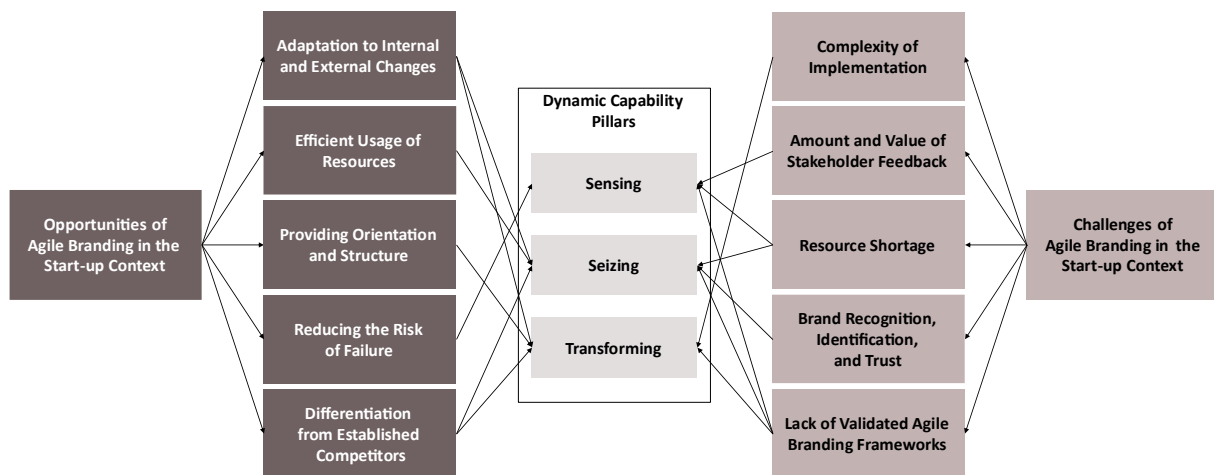 Opportunities of
Agile Branding in the
Start-up Context
Adaptation to Internal
and External Changes
Efficient Usage of
Resources
Providing Orientation
and Structure
Reducing the Risk
of Failure
Differentiation
from Established
Competitors
Dynamic Capability
Pillars
Sensing
Seizing
Transforming
Complexity of
Implementation
Amount and Value of
Stakeholder Feedback
Resource Shortage
Brand Recognition,
Identification,
and Trust
Lack of Validated Agile
Branding Frameworks
Challenges of
Agile Branding in the
Start-up Context